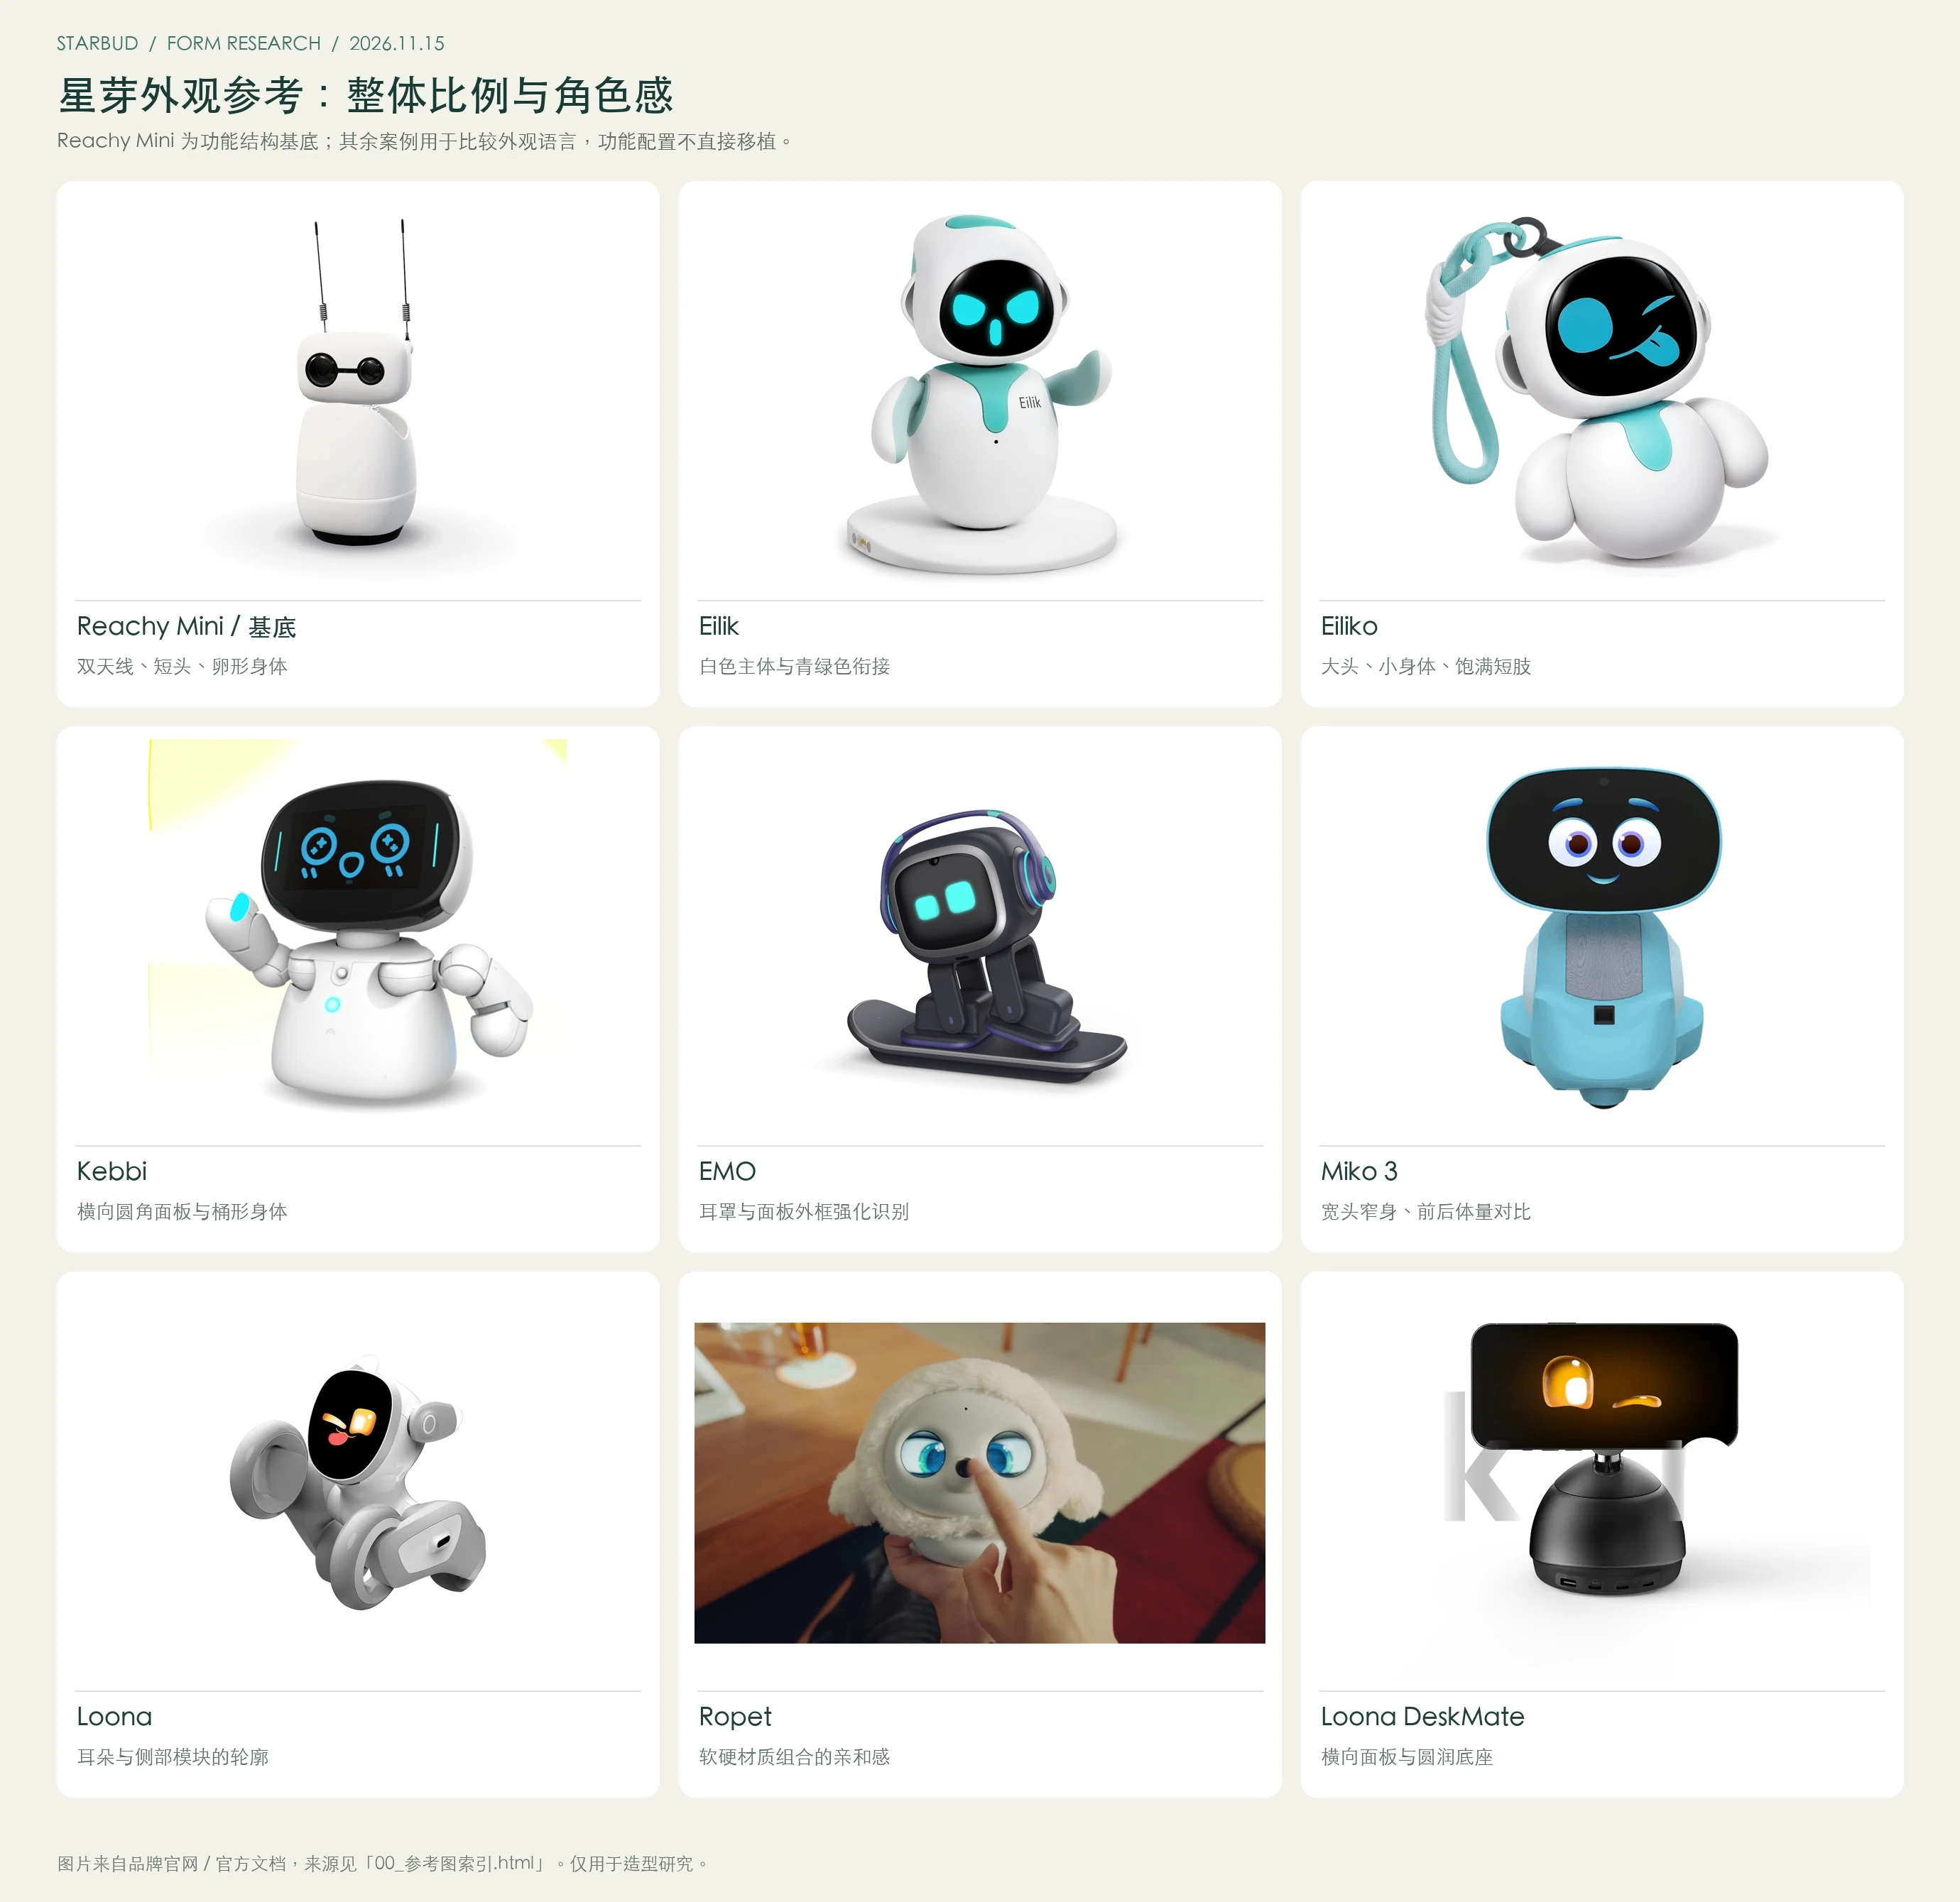 STARBUD / FORM RESEARCH / 2026.11.15
星芽外观参考：整体比例与角色感
Reachy Mini 为功能结构基底；其余案例用于比较外观语言，功能配置不直接移植。
Eilik
Reachy Mini / 基底
双天线、短头、卵形身体
Eilik
白色主体与青绿色衔接
Eiliko
大头、小身体、饱满短肢
Kebbi
横向圆角面板与桶形身体
EMO
耳罩与面板外框强化识别
Miko 3
宽头窄身、前后体量对比
k
Loona
耳朵与侧部模块的轮廓
Ropet
软硬材质组合的亲和感
Loona DeskMate
横向面板与圆润底座
图片来自品牌官网 / 官方文档，来源见「00_参考图索引.html」。仅用于造型研究。